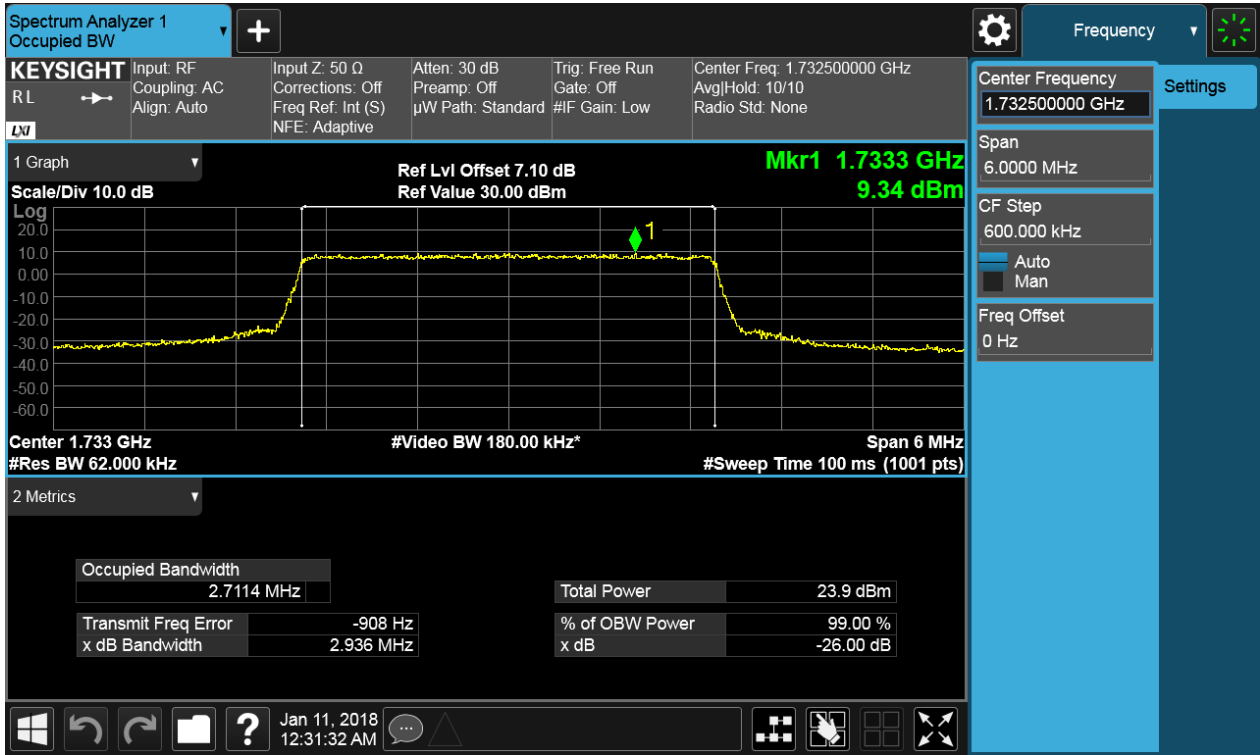 Spectrum Analyzer 1
Occupied BW
+
Frequency
KEYSIGHT
RL
LXI
Input: RF
Coupling: AC
Align: Auto
Input Z: 50 Ω
Corrections: Off
Freq Ref: Int (S)
NFE: Adaptive
Atten: 30 dB
Preamp: Off
µW Path: Standard
Trig: Free Run
Gate: Off
#IF Gain: Low
Center Freq: 1.732500000 GHz
Avg|Hold: 10/10
Radio Std: None
Center Frequency
1.732500000 GHz
Settings
Span
6.0000 MHz
CF Step
600.000 kHz
Auto
Man
Freq Offset
0 Hz
1 Graph
Scale/Div 10.0 dB
Ref Lvl Offset 7.10 dB
Ref Value 30.00 dBm
Mkr1 1.7333 GHz
9.34 dBm
Log
20.0
10.0
0.00
-10.0
-20.0
-30.0
-40.0
-50.0
-60.0
1
Center 1.733 GHz
#Video BW 180.00 kHz*
Span 6 MHz
#Res BW 62.000 kHz
#Sweep Time 100 ms (1001 pts)
2 Metrics
Occupied Bandwidth
2.7114 MHz
Transmit Freq Error -908 Hz
x dB Bandwidth 2.936 MHz
Total Power 23.9 dBm
% of OBW Power 99.00 %
x dB -26.00 dB
?
Jan 11, 2018
12:31:32 AM